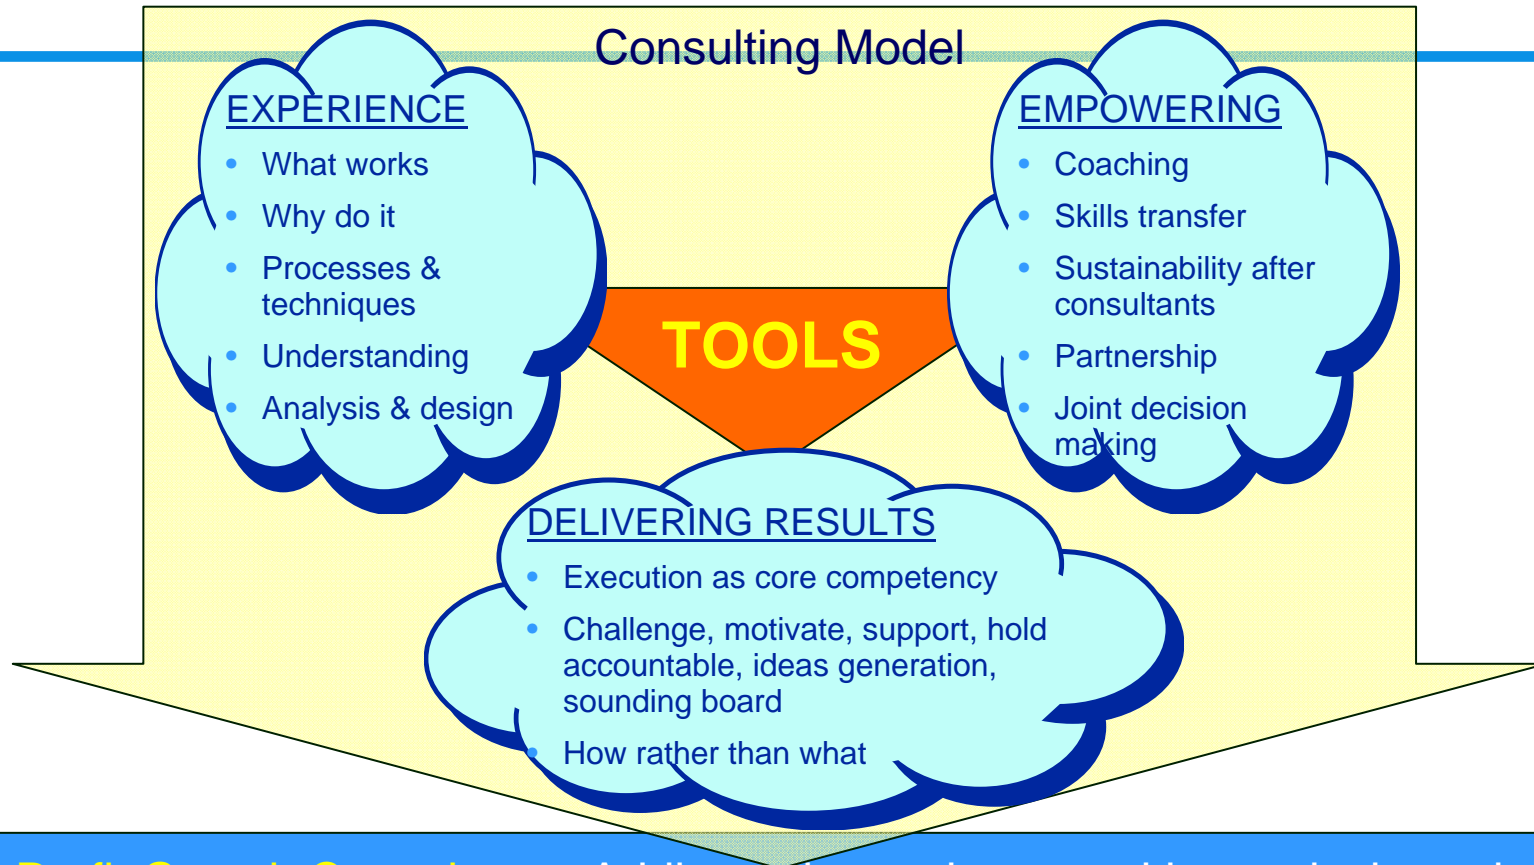 Consulting Model
EXPERIENCE
• What works
• Why do it
• Processes &
techniques
• Understanding
• Analysis & design
EMPOWERING
• Coaching
• Skills transfer
• Sustainability after
consultants
• Partnership
• Joint decision
making
TOOLS
DELIVERING RESULTS
• Execution as core competency
• Challenge, motivate, support, hold
accountable, ideas generation,
sounding board
• How rather than what